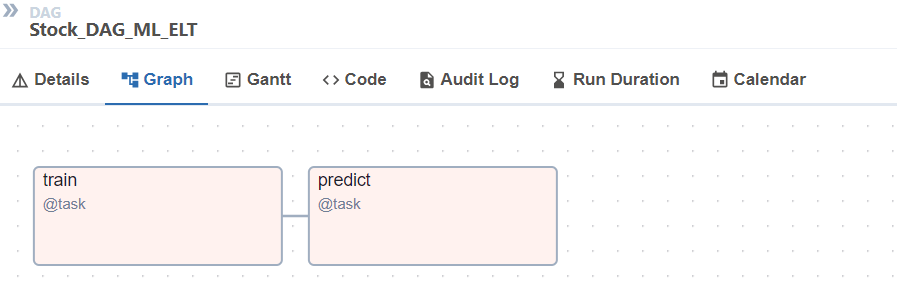 DAG
Stock_DAG_ML_ELT
Details Graph Gantt Code Audit Log Run Duration Calendar
train predict
@task @task